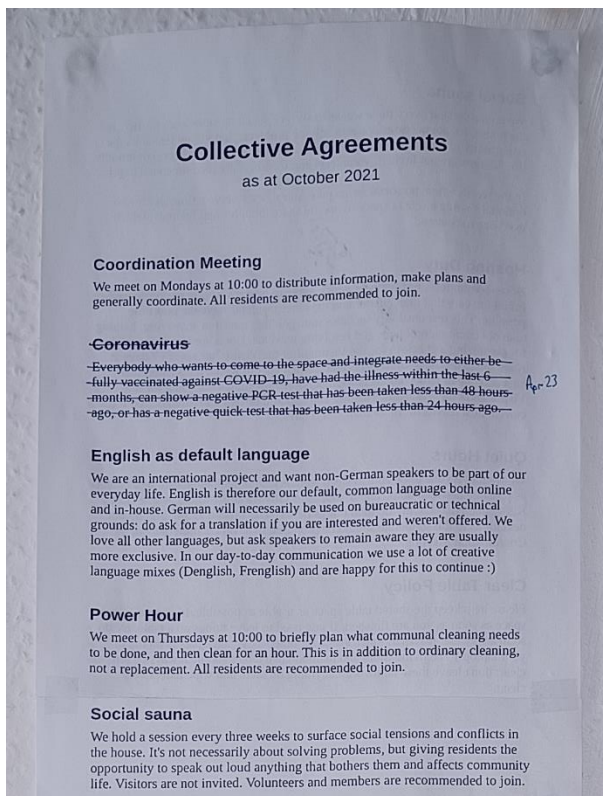 Collective Agreements
as at October 2021
Coordination Meeting
We meet on Mondays at 10:00 to distribute information, make plans and
generally coordinate. All residents are recommended to join.
Coronavirus
Everybody who wants to come to the space and integrate needs to either be
fully vaccinated against COVID-19, have had the illness within the last 6
months, can show a negative PCR test that has been taken less than 48 hours
ago, or has a negative quick test that has been taken less than 24 hours ago.
Apr 23
English as default language
We are an international project and want non-German speakers to be part of our
everyday life. English is therefore our default, common language both online
and in-house. German will necessarily be used on bureaucratic or technical
grounds: do ask for a translation if you are interested and weren't offered. We
love all other languages, but ask speakers to remain aware they are usually
more exclusive. In our day-to-day communication we use a lot of creative
language mixes (Denglish, Frenglish) and are happy for this to continue :)
Power Hour
We meet on Thursdays at 10:00 to briefly plan what communal cleaning needs
to be done, and then clean for an hour. This is in addition to ordinary cleaning,
not a replacement. All residents are recommended to join.
Social sauna
We hold a session every three weeks to surface social tensions and conflicts in
the house. It's not necessarily about solving problems, but giving residents the
opportunity to speak out loud anything that bothers them and affects community
life. Visitors are not invited. Volunteers and members are recommended to join.